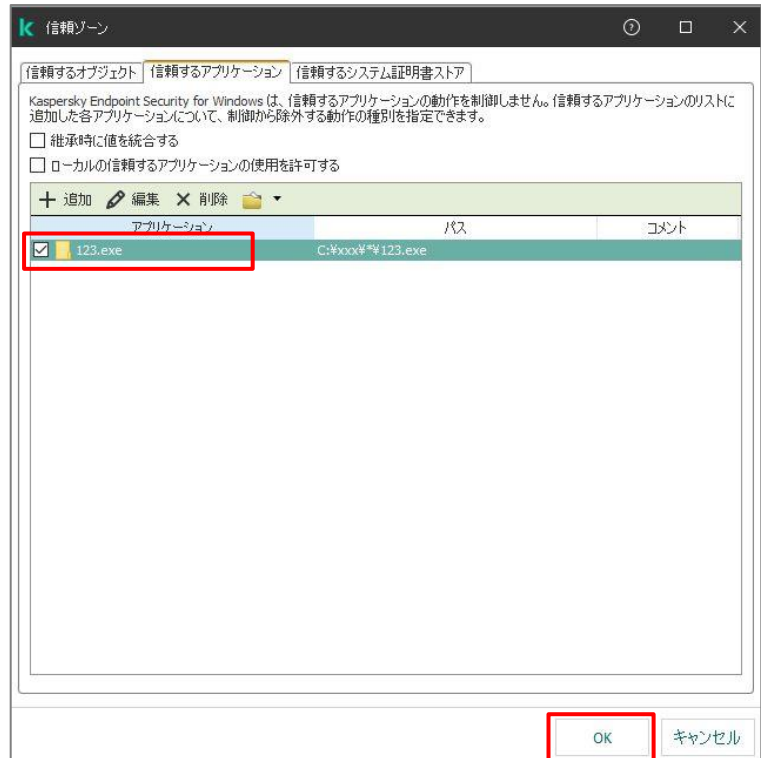 信頼ゾーン
信頼するオブジェクト 信頼するアプリケーション 信頼するシステム証明書ストア
Kaspersky Endpoint Security for Windows は、信頼するアプリケーションの動作を制御しません。信頼するアプリケーションのリストに
追加した各アプリケーションについて、制御から除外する動作の種別を指定できます。
継承時に値を統合する
ローカルの信頼するアプリケーションの使用を許可する
追加 編集 削除
アプリケーション パス コメント
123.exe C:¥xxx¥*¥123.exe
OK キャンセル